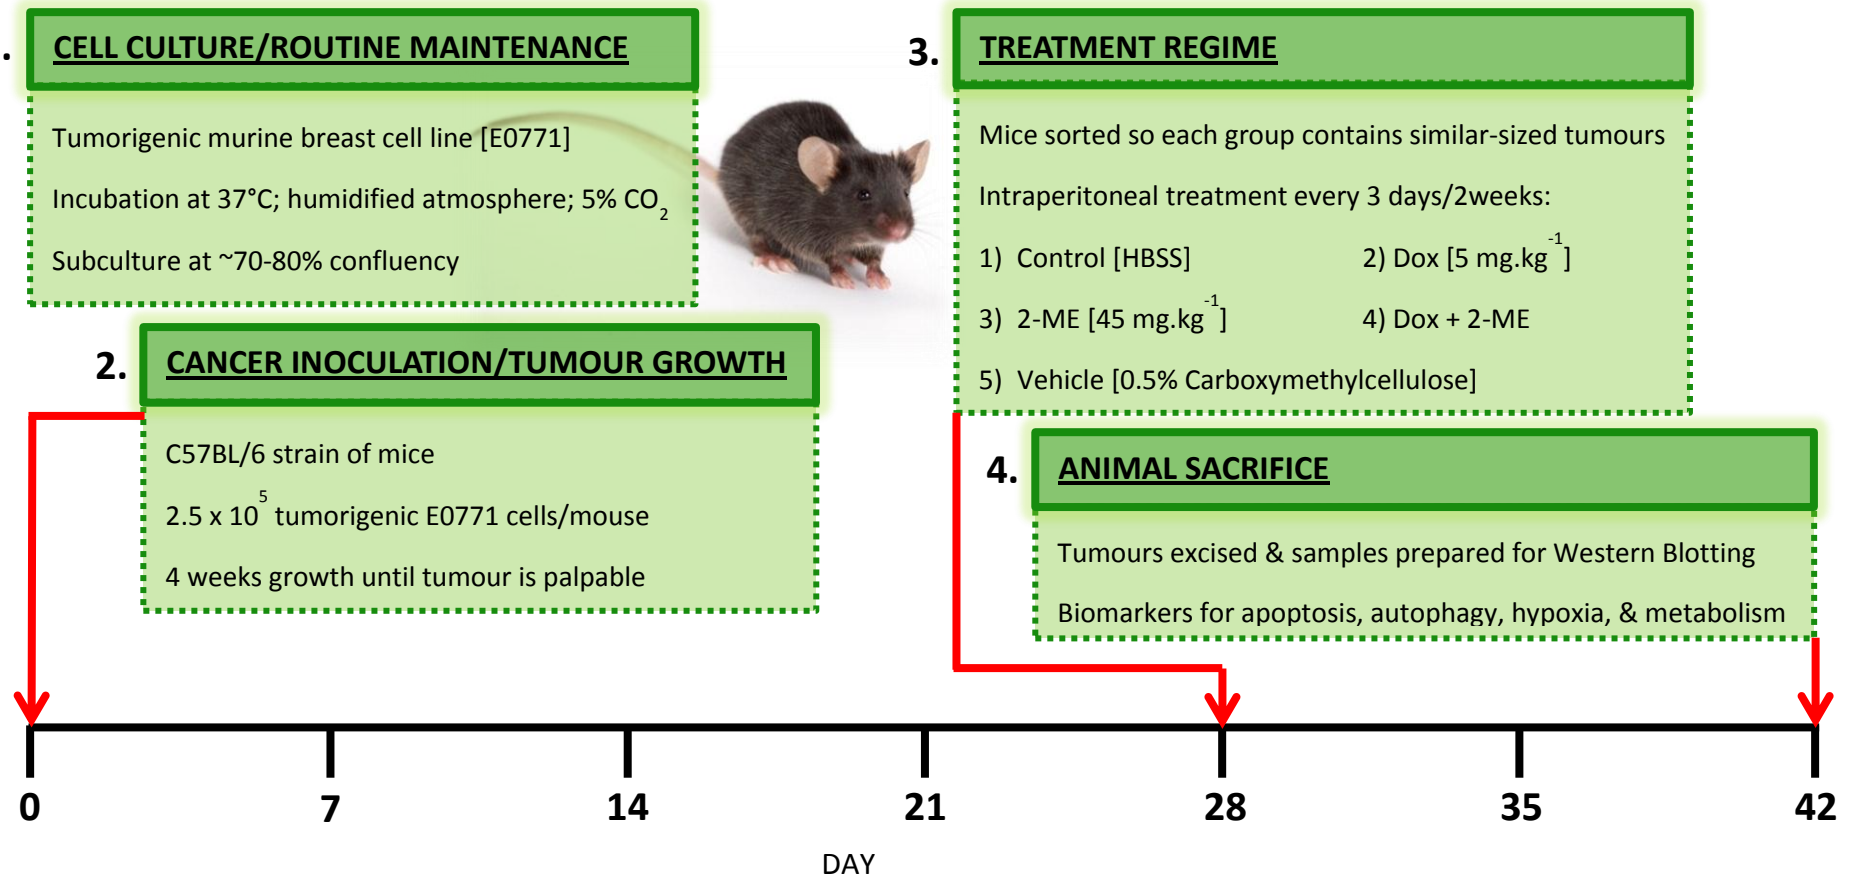 . CELL CULTURE/ROUTINE MAINTENANCE
Tumorigenic murine breast cell line [E0771]
Incubation at 37°C; humidified atmosphere; 5% CO₂
Subculture at ~70-80% confluency
2. CANCER INOCULATION/TUMOUR GROWTH
C57BL/6 strain of mice
2.5 x 10⁵ tumorigenic E0771 cells/mouse
4 weeks growth until tumour is palpable
3. TREATMENT REGIME
Mice sorted so each group contains similar-sized tumours
Intraperitoneal treatment every 3 days/2weeks:
1) Control [HBSS] 2) Dox [5 mg.kg⁻¹]
3) 2-ME [45 mg.kg⁻¹] 4) Dox + 2-ME
5) Vehicle [0.5% Carboxymethylcellulose]
4. ANIMAL SACRIFICE
Tumours excised & samples prepared for Western Blotting
Biomarkers for apoptosis, autophagy, hypoxia, & metabolism
0 7 14 21 28 35 42
DAY